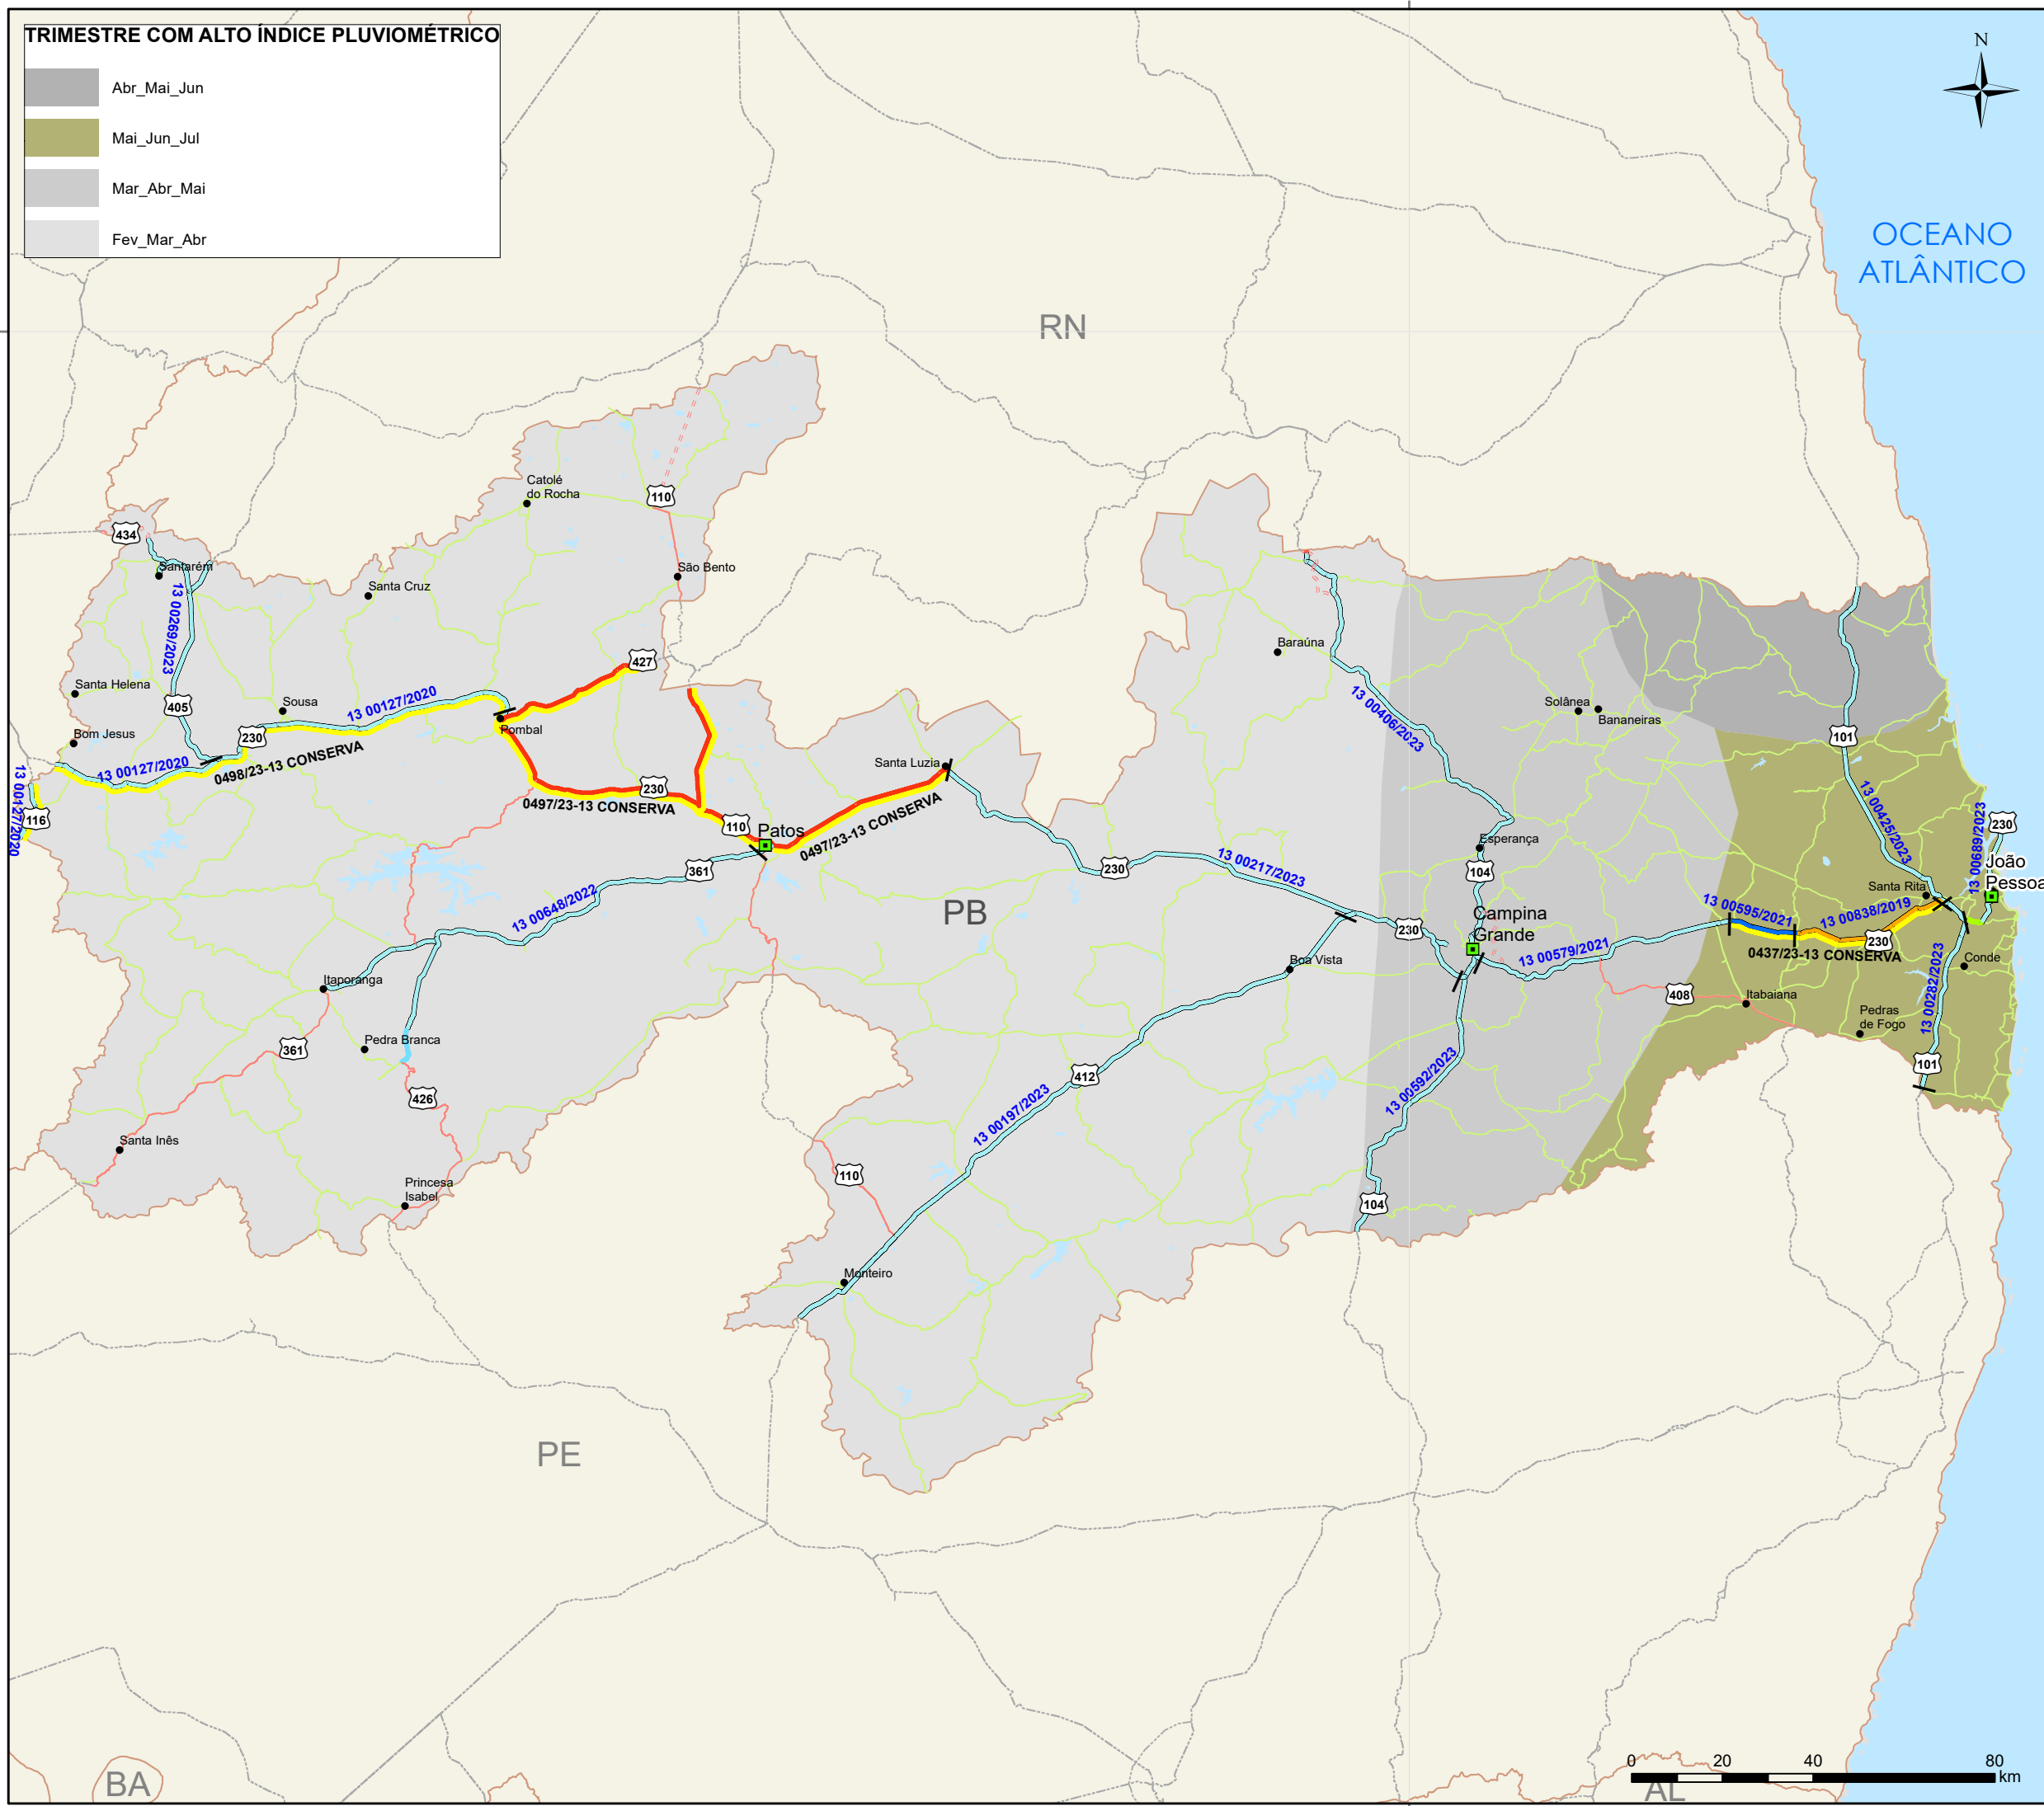 TRIMESTRE COM ALTO ÍNDICE PLUVIOMÉTRICO
Abr_Mai_Jun
Mai_Jun_Jul
Mar_Abr_Mai
Fev_Mar_Abr
N
OCEANO
ATLÂNTICO
RN
Catolé
do Rocha
110
434
Santarém
São Bento
Santa Cruz
13 00269/2023
Baraúna
427
Santa Helena
405
Sousa
13 00127/2020
Pombal
Solânea
Bananeiras
13 00406/2023
101
Bom Jesus
230
13 00127/2020
0498/23-13 CONSERVA
Santa Luzia
13 00127/2020
116
230
0497/23-13 CONSERVA
110
Patos
0497/23-13 CONSERVA
13 00425/2023
13 00689/2023
230
João
Pessoa
Esperança
104
361
230
13 00217/2023
13 00648/2022
PB
Santa Rita
13 00595/2021
13 00838/2019
230
0437/23-13 CONSERVA
Campina
Grande
230
13 00579/2021
Boa Vista
Conde
13 00282/2023
Itaporanga
408
Itabaiana
Pedras
de Fogo
361
Pedra Branca
426
412
13 00197/2023
13 00592/2023
101
Santa Inês
110
Princesa
Isabel
104
Monteiro
PE
BA
AL
0
20
40
80
km